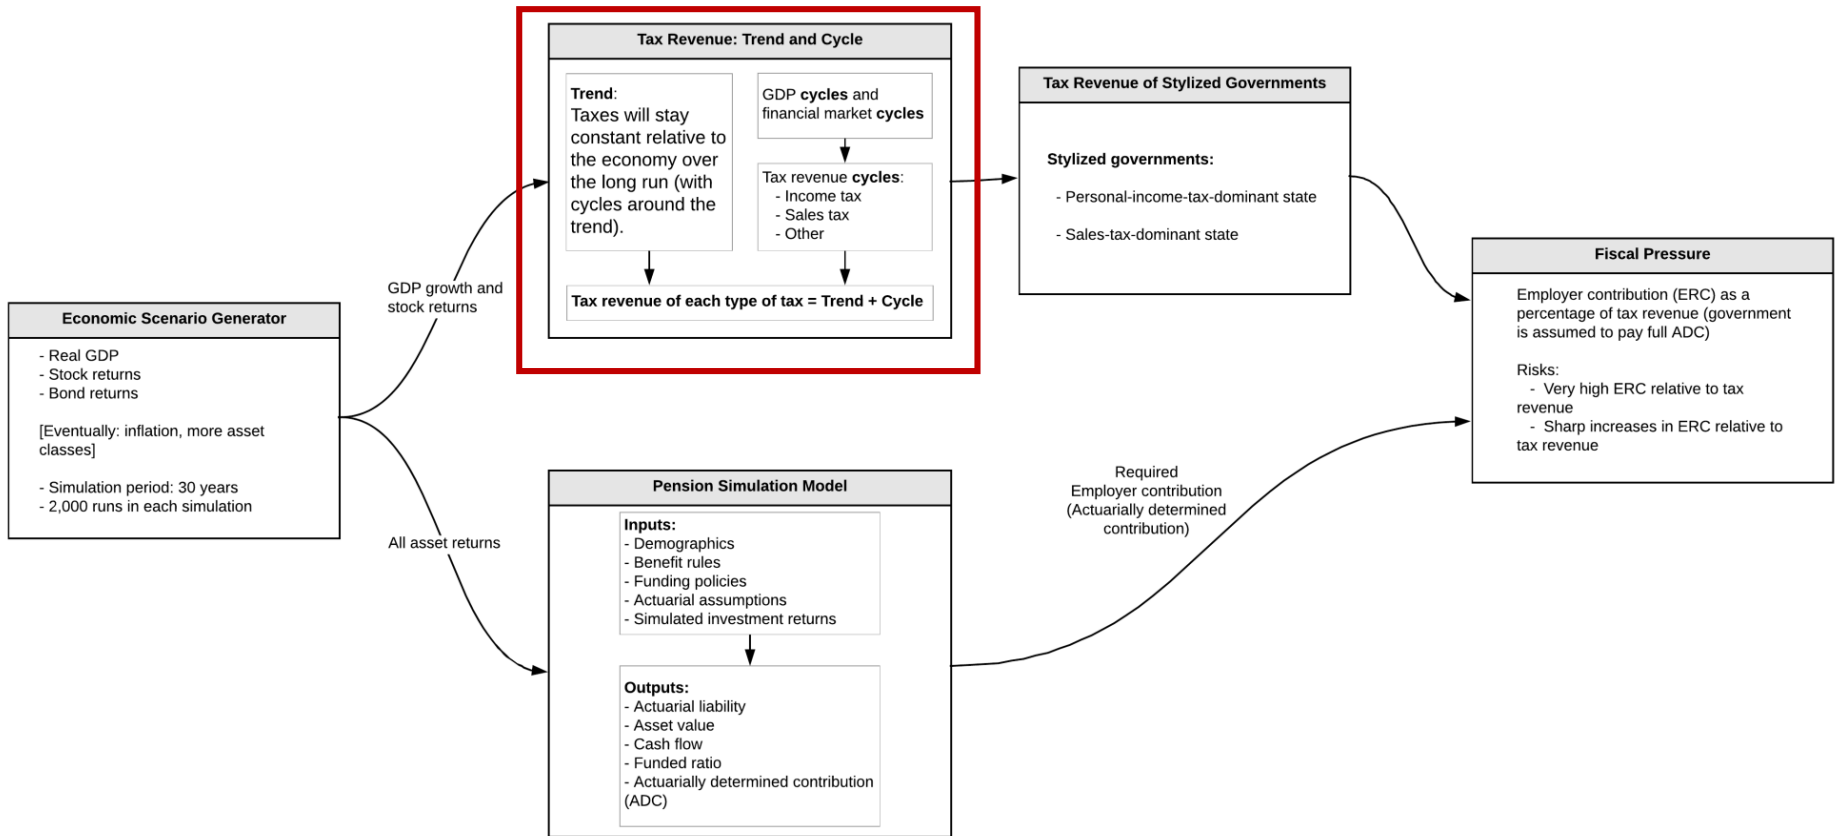 Economic Scenario Generator
- Real GDP
- Stock returns
- Bond returns
[Eventually: inflation, more asset
classes]
- Simulation period: 30 years
- 2,000 runs in each simulation
GDP growth and
stock returns
All asset returns
Tax Revenue: Trend and Cycle
Trend:
Taxes will stay
constant relative to
the economy over
the long run (with
cycles around the
trend).
GDP cycles and
financial market cycles
Tax revenue cycles:
- Income tax
- Sales tax
- Other
Tax revenue of each type of tax = Trend + Cycle
Pension Simulation Model
Inputs:
- Demographics
- Benefit rules
- Funding policies
- Actuarial assumptions
- Simulated investment returns
Outputs:
- Actuarial liability
- Asset value
- Cash flow
- Funded ratio
- Actuarially determined contribution
(ADC)
Tax Revenue of Stylized Governments
Stylized governments:
- Personal-income-tax-dominant state
- Sales-tax-dominant state
Required
Employer contribution
(Actuarially determined
contribution)
Fiscal Pressure
Employer contribution (ERC) as a
percentage of tax revenue (government
is assumed to pay full ADC)
Risks:
- Very high ERC relative to tax
revenue
- Sharp increases in ERC relative to
tax revenue